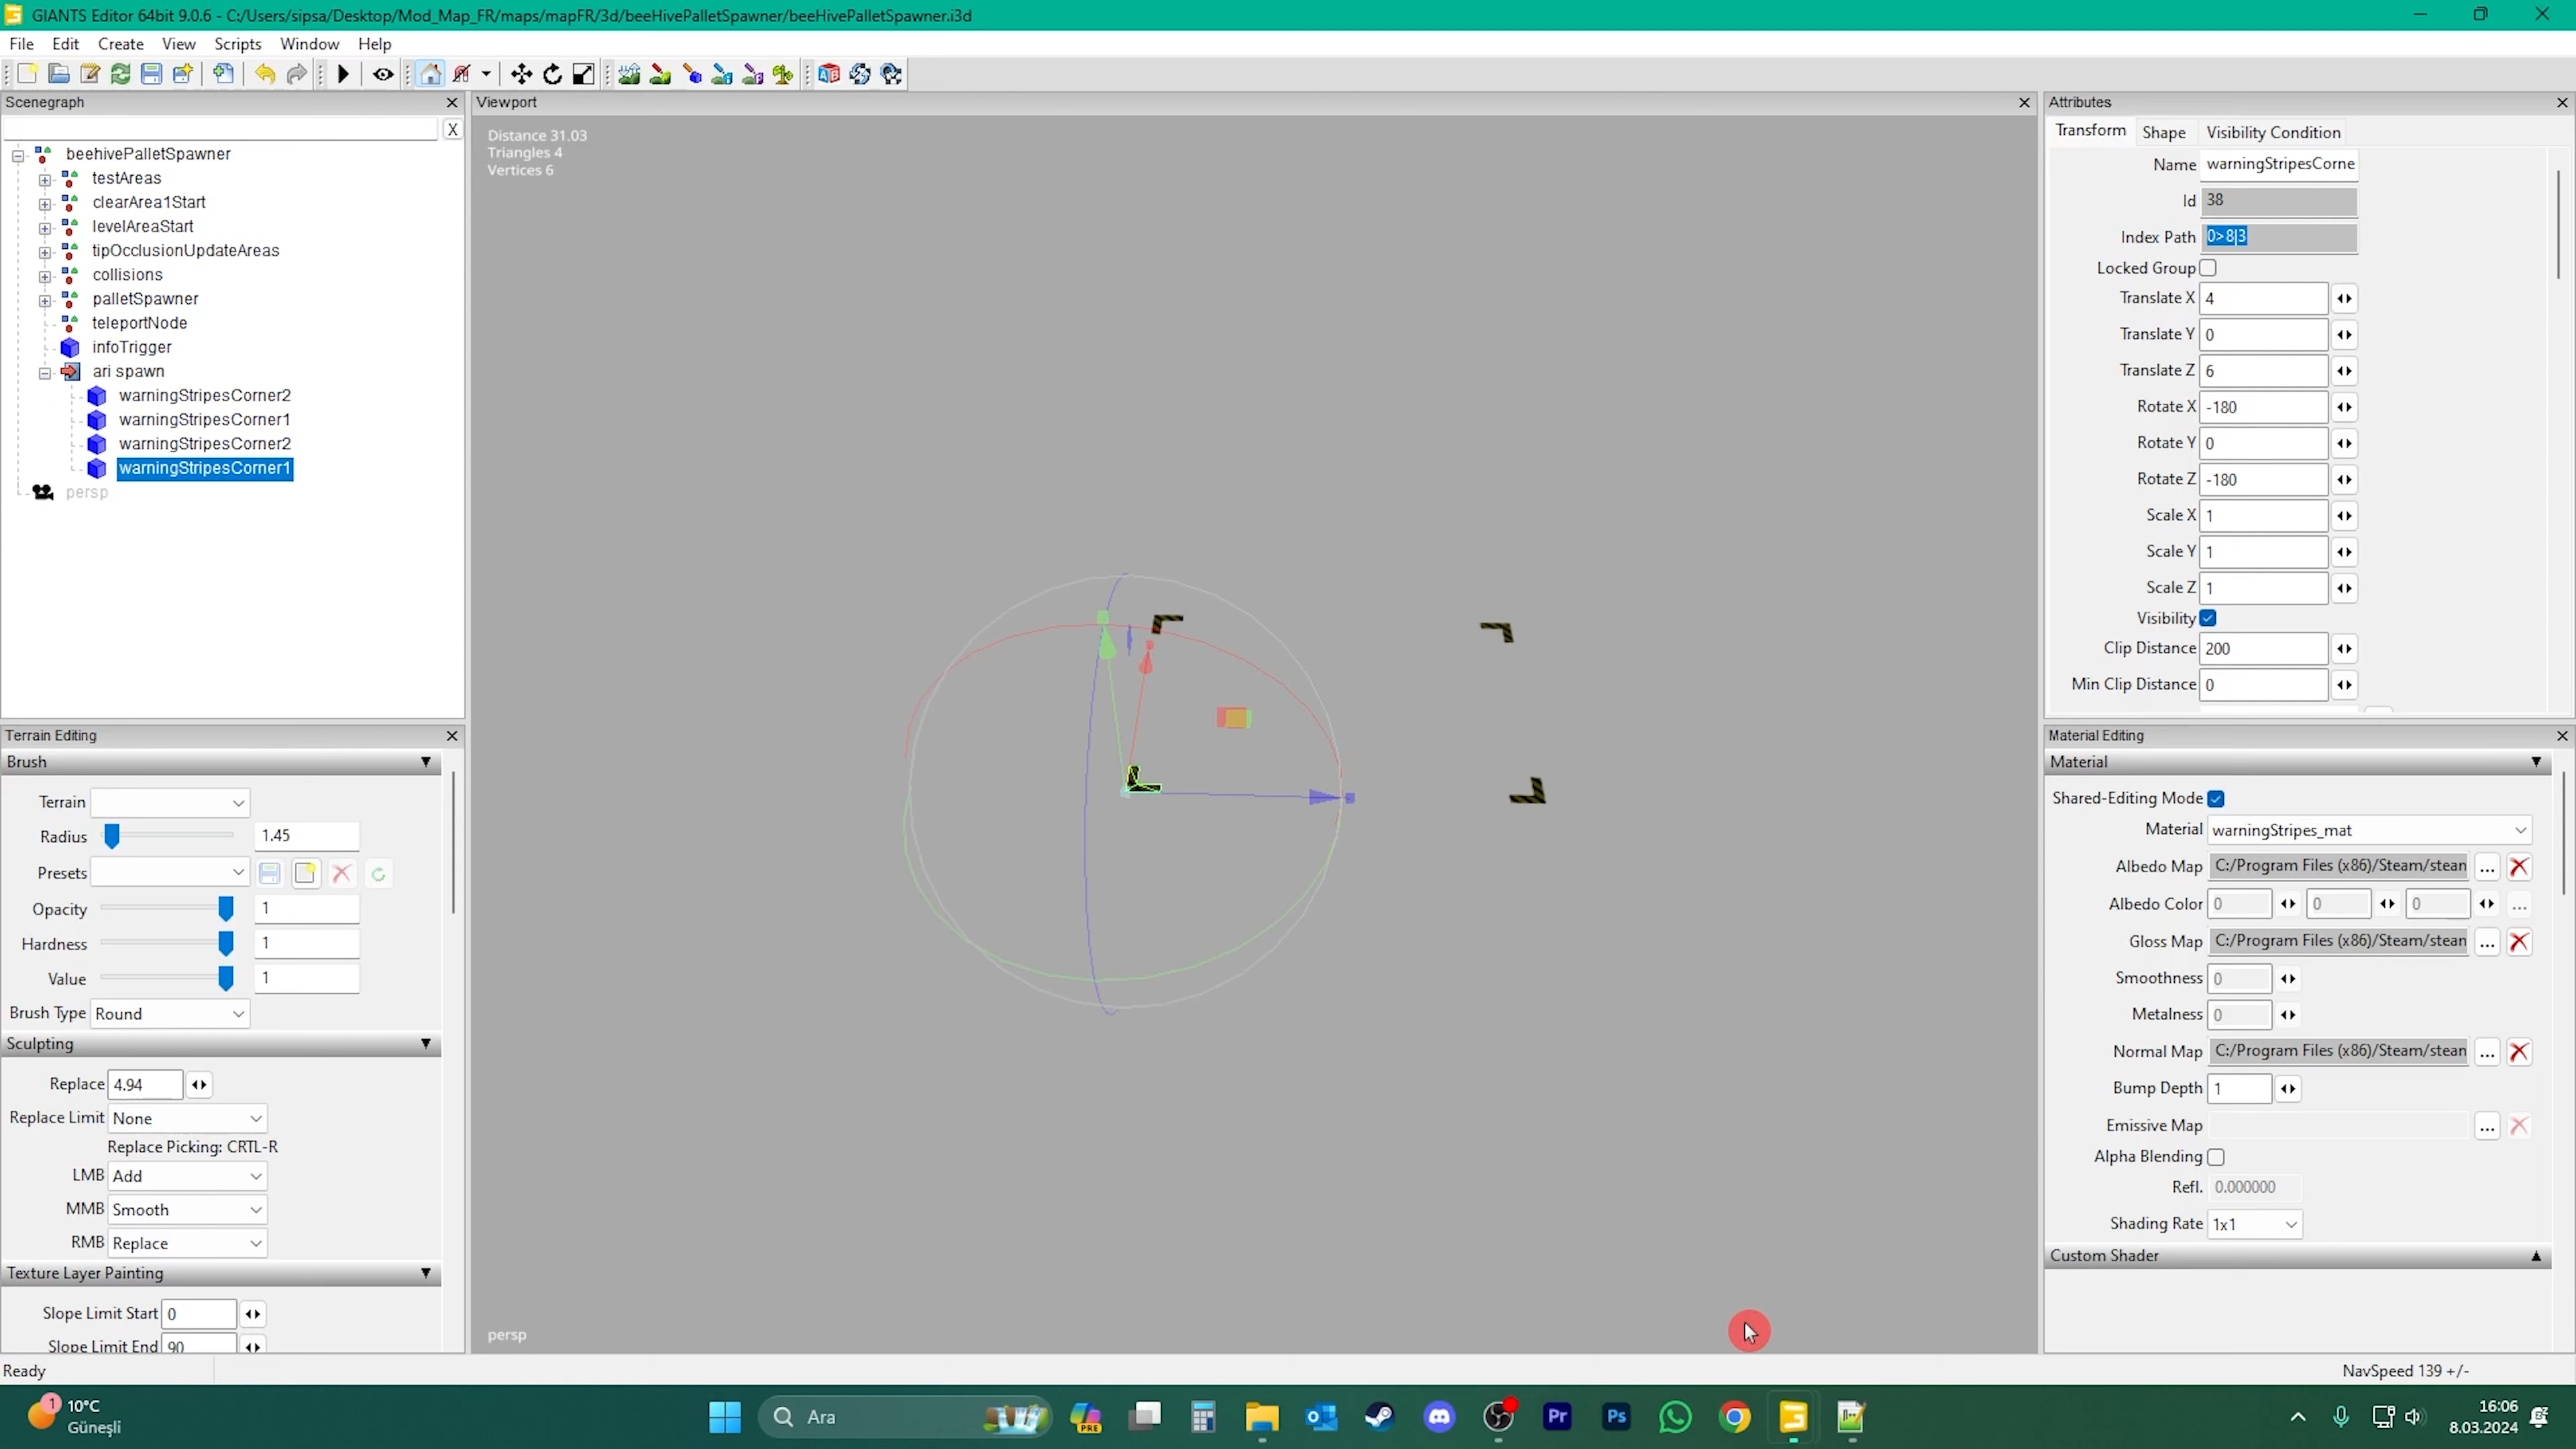 GIANTS Editor 64bit 9.0.6 - C:/Users/sipsa/Desktop/Mod_Map_FR/maps/mapFR/3d/beeHivePalletSpawner/beeHivePalletSpawner.i3d
File Edit Create View Scripts Window Help
Scenegraph
X
beehivePalletSpawner
testAreas
clearArea1Start
levelAreaStart
tipOcclusionUpdateAreas
collisions
palletSpawner
teleportNode
infoTrigger
ari spawn
warningStripesCorner2
warningStripesCorner1
warningStripesCorner2
warningStripesCorner1
persp
Terrain Editing
Brush
Terrain
Radius 1.45
Presets
Opacity 1
Hardness 1
Value 1
Brush Type Round
Sculpting
Replace 4.94
Replace Limit None
Replace Picking: CRTL-R
LMB Add
MMB Smooth
RMB Replace
Texture Layer Painting
Slope Limit Start 0
Slope Limit End 90
Ready
Viewport
Distance 31.03
Triangles 4
Vertices 6
persp
Attributes
Transform Shape Visibility Condition
Name warningStripesCorne
Id 38
Index Path 0>8|3
Locked Group
Translate X 4
Translate Y 0
Translate Z 6
Rotate X -180
Rotate Y 0
Rotate Z -180
Scale X 1
Scale Y 1
Scale Z 1
Visibility
Clip Distance 200
Min Clip Distance 0
Material Editing
Material
Shared-Editing Mode
Material warningStripes_mat
Albedo Map C:/Program Files (x86)/Steam/stean ...
Albedo Color 0 0 0 ...
Gloss Map C:/Program Files (x86)/Steam/stean ...
Smoothness 0
Metalness 0
Normal Map C:/Program Files (x86)/Steam/stean ...
Bump Depth 1
Emissive Map ...
Alpha Blending
Refl. 0.000000
Shading Rate 1x1
Custom Shader
NavSpeed 139 +/-
1
10°C
Güneşli
Ara
PRE
Pr
Ps
16:06
8.03.2024